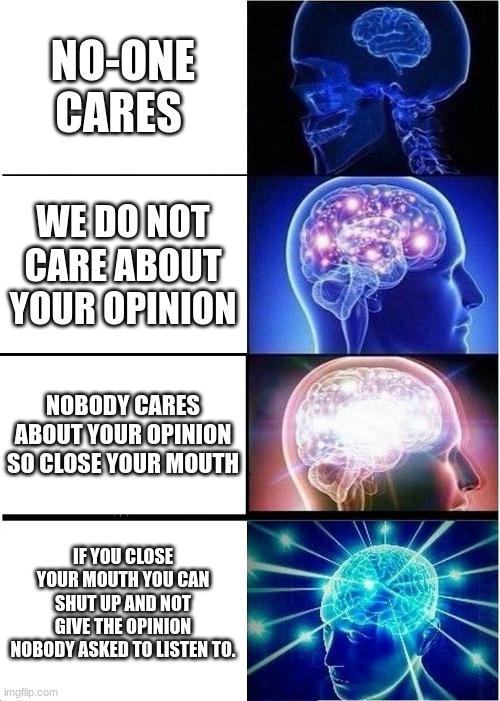 NO-ONE
CARES
WE DO NOT
CARE ABOUT
YOUR OPINION
NOBODY CARES
ABOUT YOUR OPINION
SO CLOSE YOUR MOUTH
IF YOU CLOSE
YOUR MOUTH YOU CAN
SHUT UP AND NOT
GIVE THE OPINION
NOBODY ASKED TO LISTEN TO.
imgflip.com